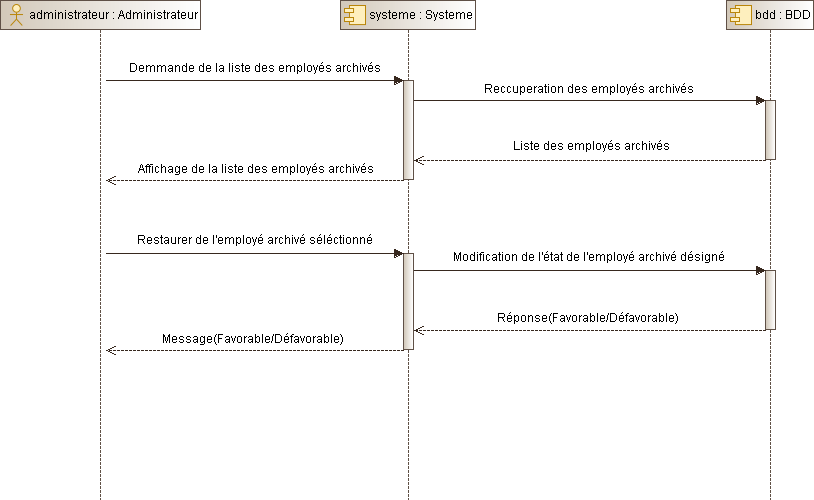 administrateur : Administrateur
systeme : Systeme
bdd : BDD
Demmande de la liste des employés archivés
Reccuperation des employés archivés
Liste des employés archivés
Affichage de la liste des employés archivés
Restaurer de l'employé archivé séléctionné
Modification de l'état de l'employé archivé désigné
Réponse(Favorable/Défavorable)
Message(Favorable/Défavorable)